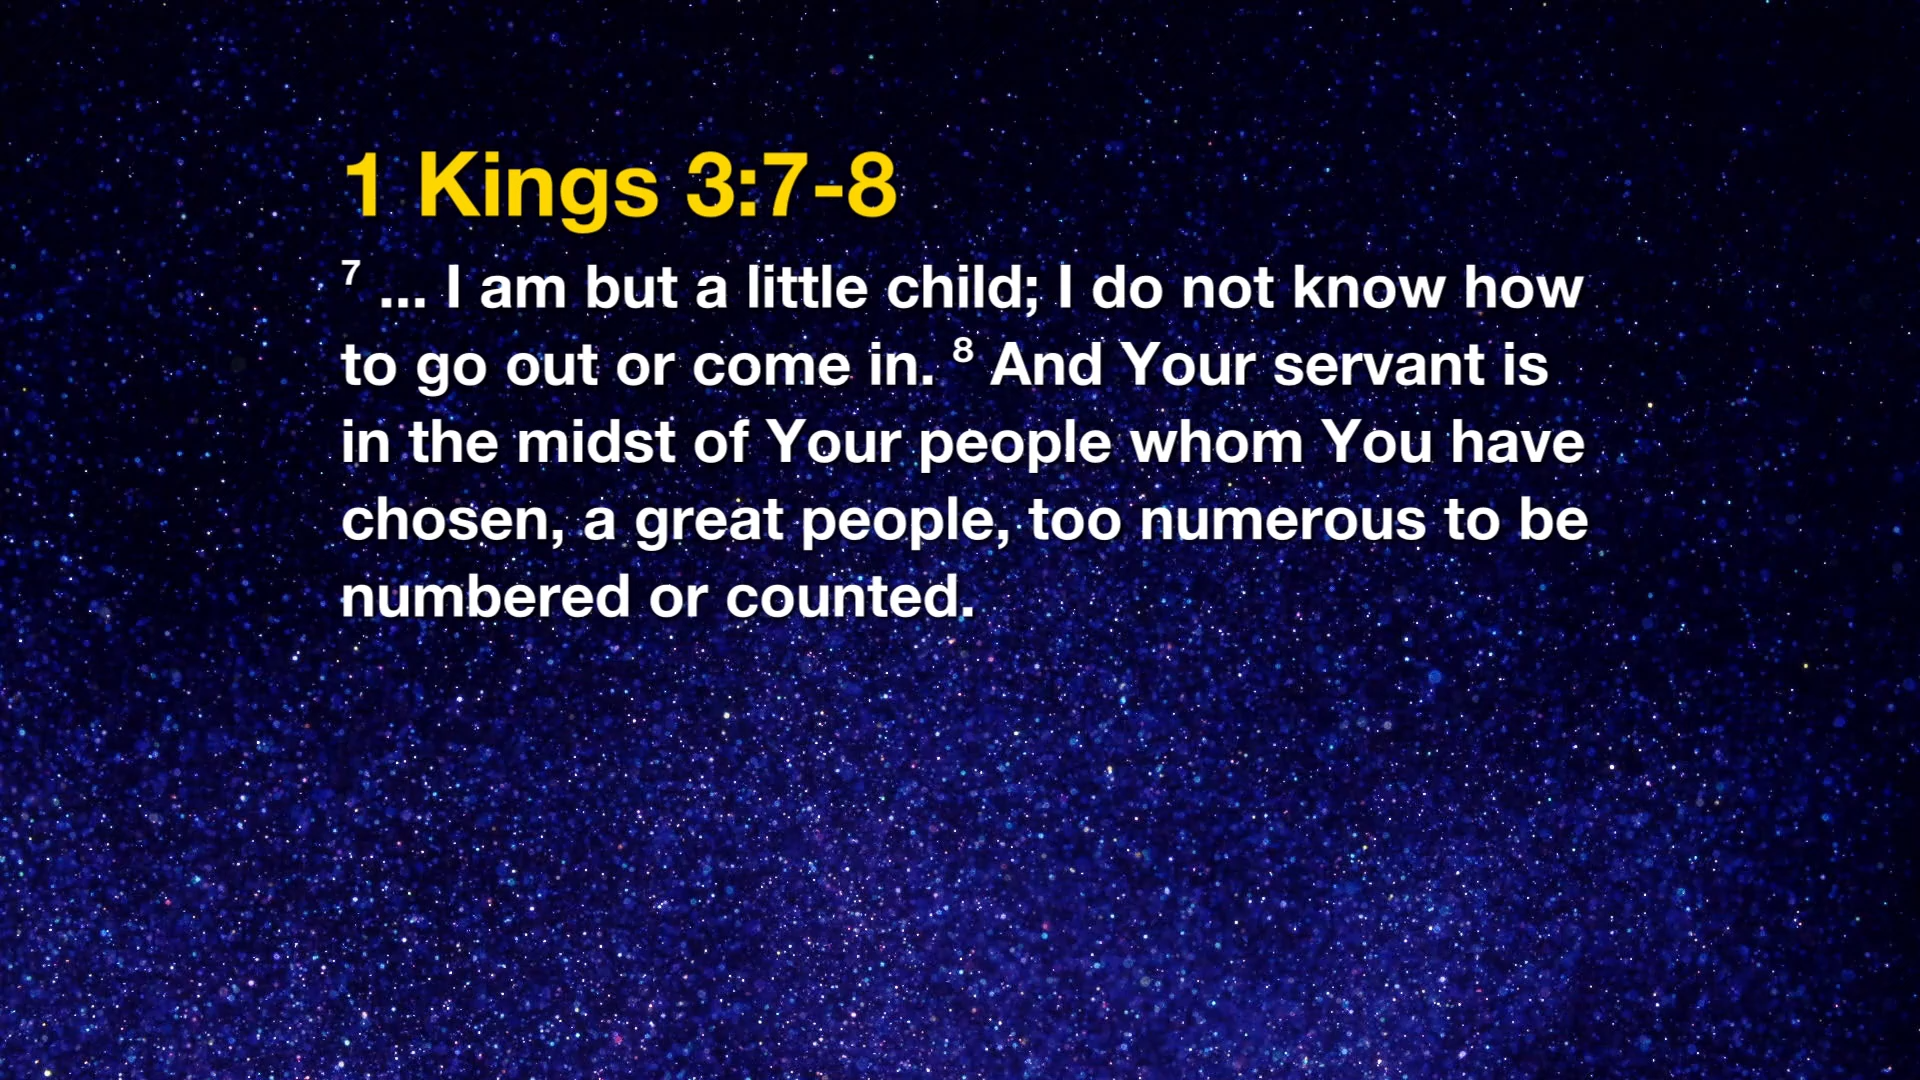 1 Kings 3:7-8
7 ... I am but a little child; I do not know how
to go out or come in. 8 And Your servant is
in the midst of Your people whom You have
chosen, a great people, too numerous to be
numbered or counted.